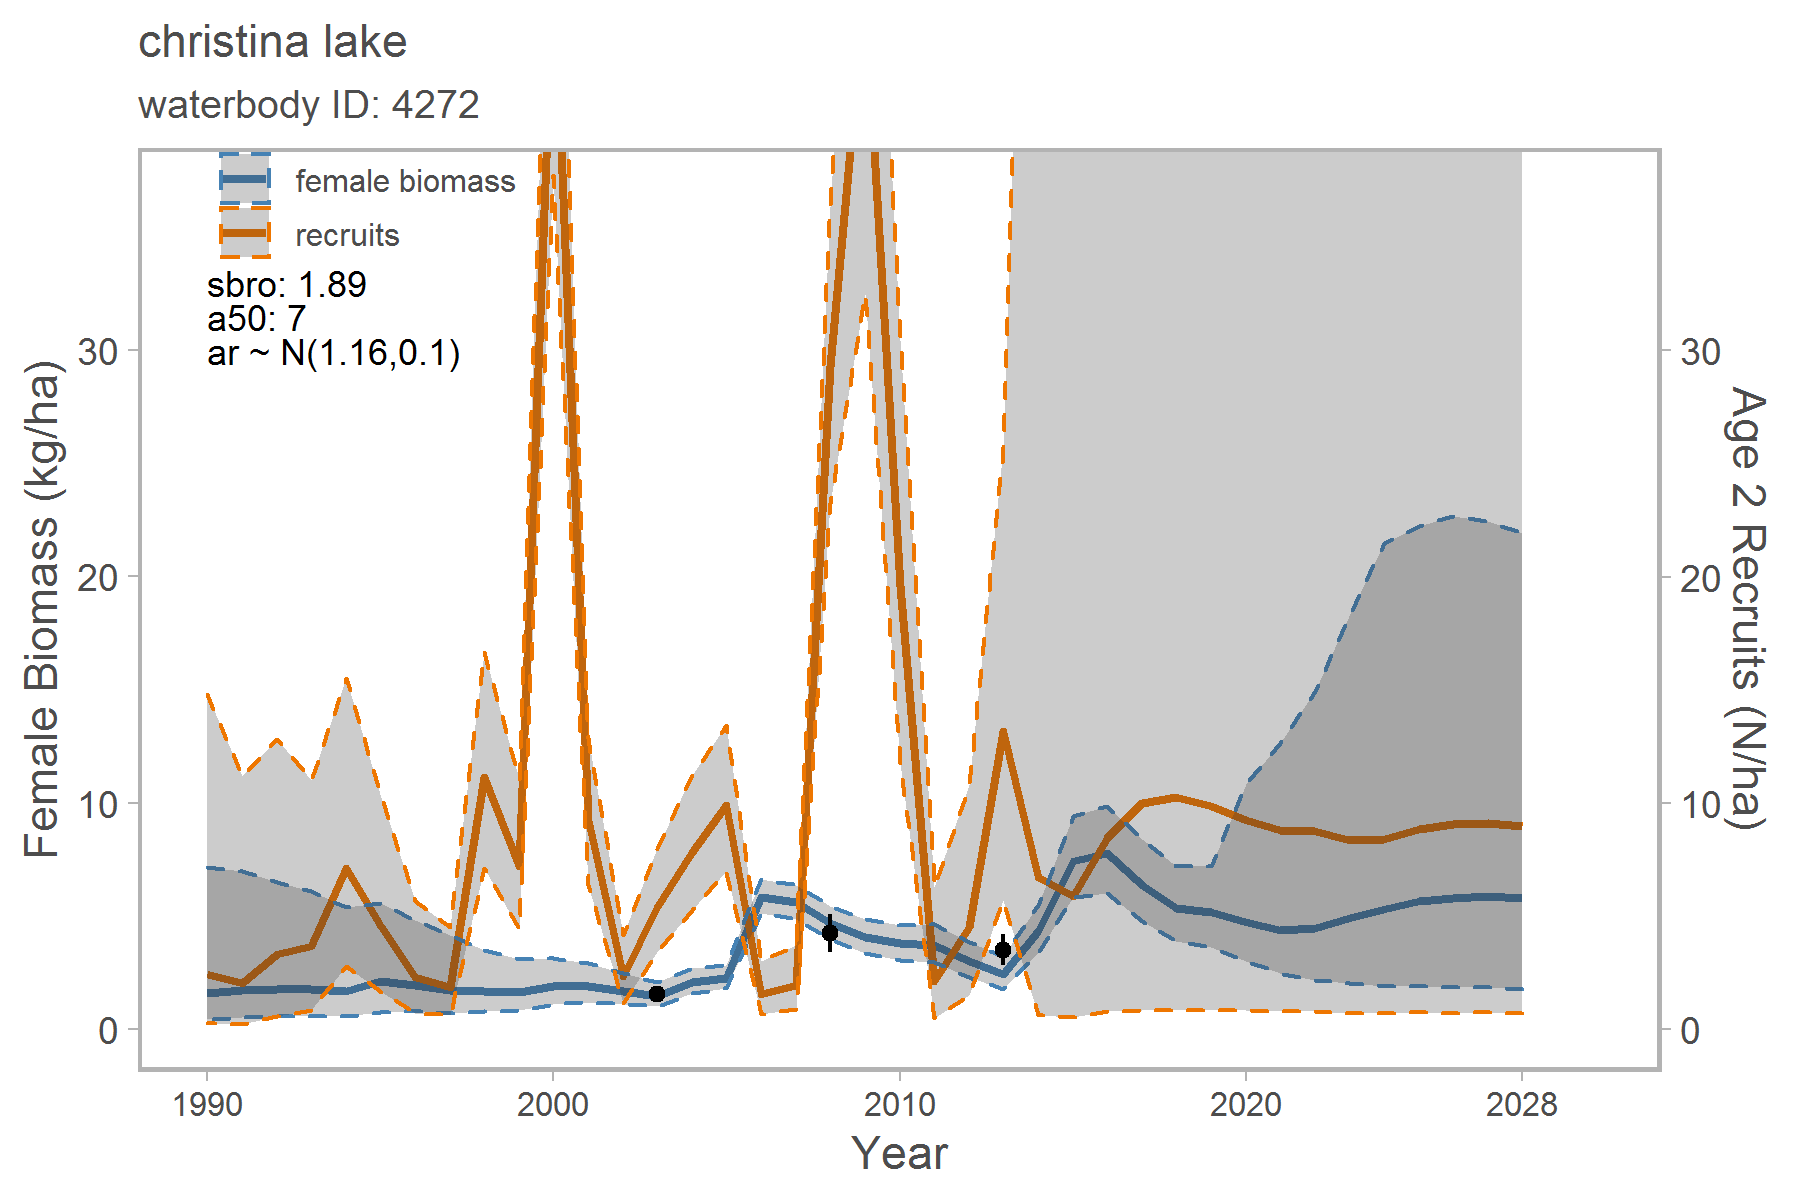 christina lake
waterbody ID: 4272
female biomass
recruits
sbro: 1.89
a50: 7
ar ~ N(1.16,0.1)
Female Biomass (kg/ha)
30
20
10
0
30
20
10
0
Age 2 Recruits (N/ha)
1990
2000
2010
2020
2028
Year